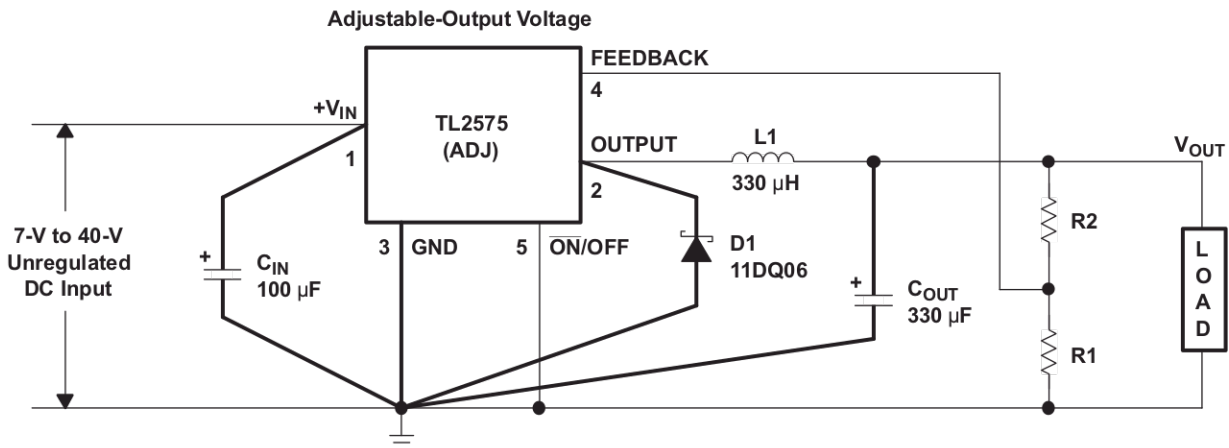 Adjustable-Output Voltage
FEEDBACK
4
+VIN
TL2575
(ADJ)
1
OUTPUT
2
L1
330 µH
VOUT
7-V to 40-V
Unregulated
DC Input
+
CIN
100 µF
3
GND
5
ON/OFF
D1
11DQ06
+
COUT
330 µF
R2
R1
LOAD